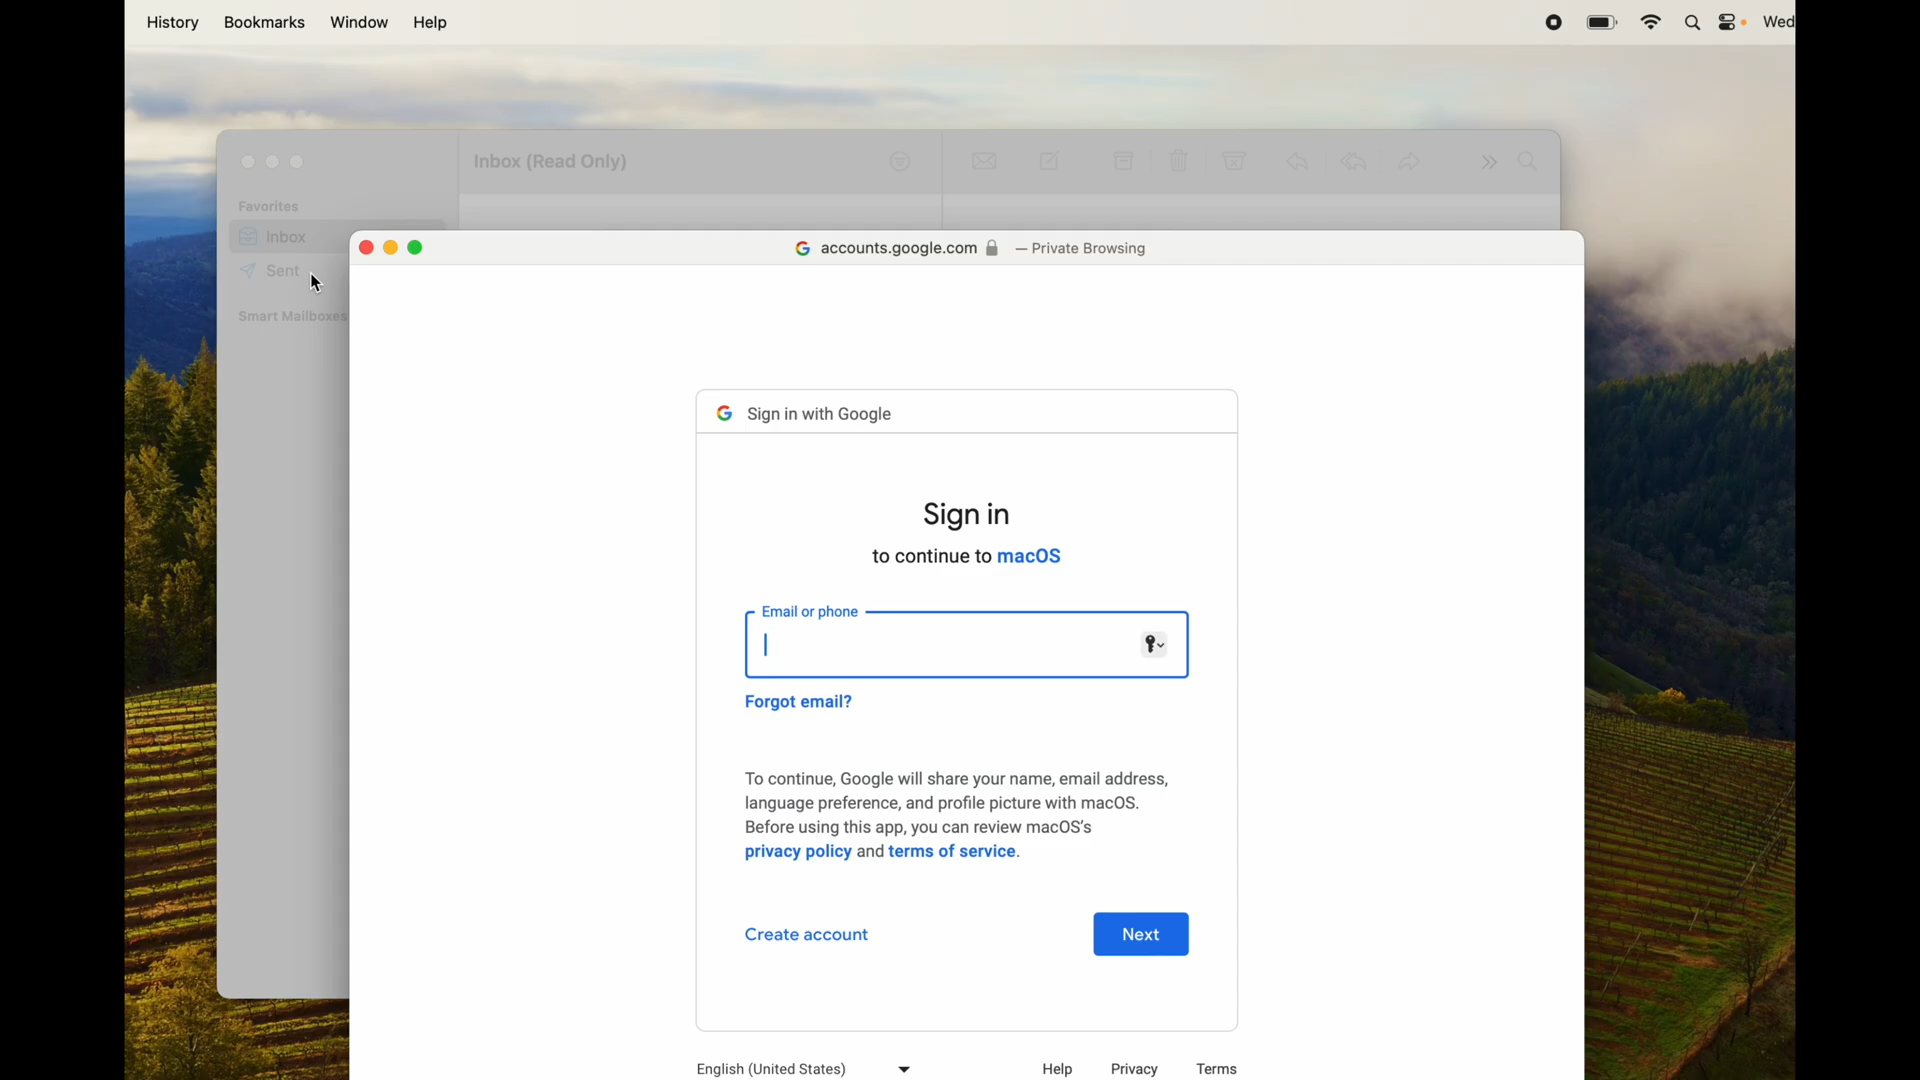 History Bookmarks Window Help Wed
Inbox (Read Only)
Favorites
Inbox
Sent
Smart Mailboxes
accounts.google.com — Private Browsing
Sign in with Google
Sign in
to continue to macOS
Email or phone
Forgot email?
To continue, Google will share your name, email address,
language preference, and profile picture with macOS.
Before using this app, you can review macOS's
privacy policy and terms of service.
Create account Next
English (United States) Help Privacy Terms